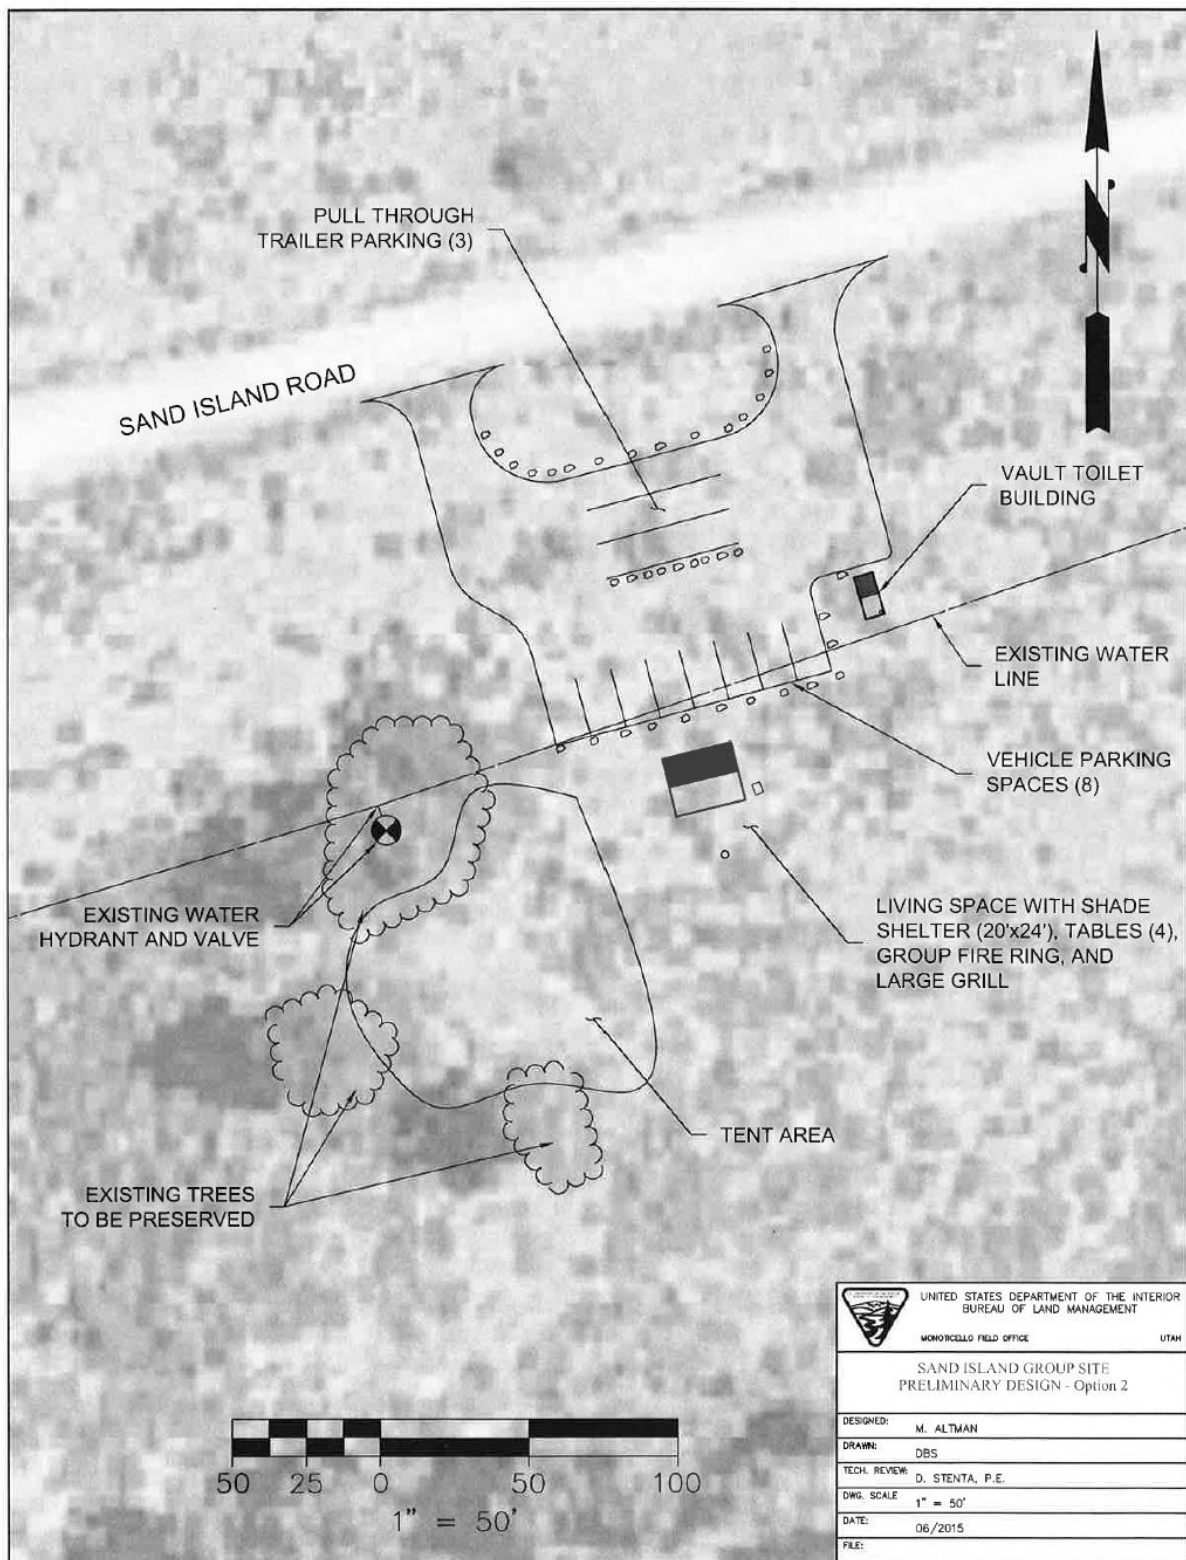 PULL THROUGH
TRAILER PARKING (3)
SAND ISLAND ROAD
N
VAULT TOILET
BUILDING
EXISTING WATER
LINE
VEHICLE PARKING
SPACES (8)
EXISTING WATER
HYDRANT AND VALVE
LIVING SPACE WITH SHADE
SHELTER (20'x24'), TABLES (4),
GROUP FIRE RING, AND
LARGE GRILL
TENT AREA
EXISTING TREES
TO BE PRESERVED
50 25 0 50 100
1" = 50'
UNITED STATES DEPARTMENT OF THE INTERIOR
BUREAU OF LAND MANAGEMENT
MONTICELLO FIELD OFFICE UTAH
SAND ISLAND GROUP SITE
PRELIMINARY DESIGN - Option 2
DESIGNED: M. ALTMAN
DRAWN: DBS
TECH. REVIEW: D. STENTA, P.E.
DWG. SCALE 1" = 50'
DATE: 06/2015
FILE: